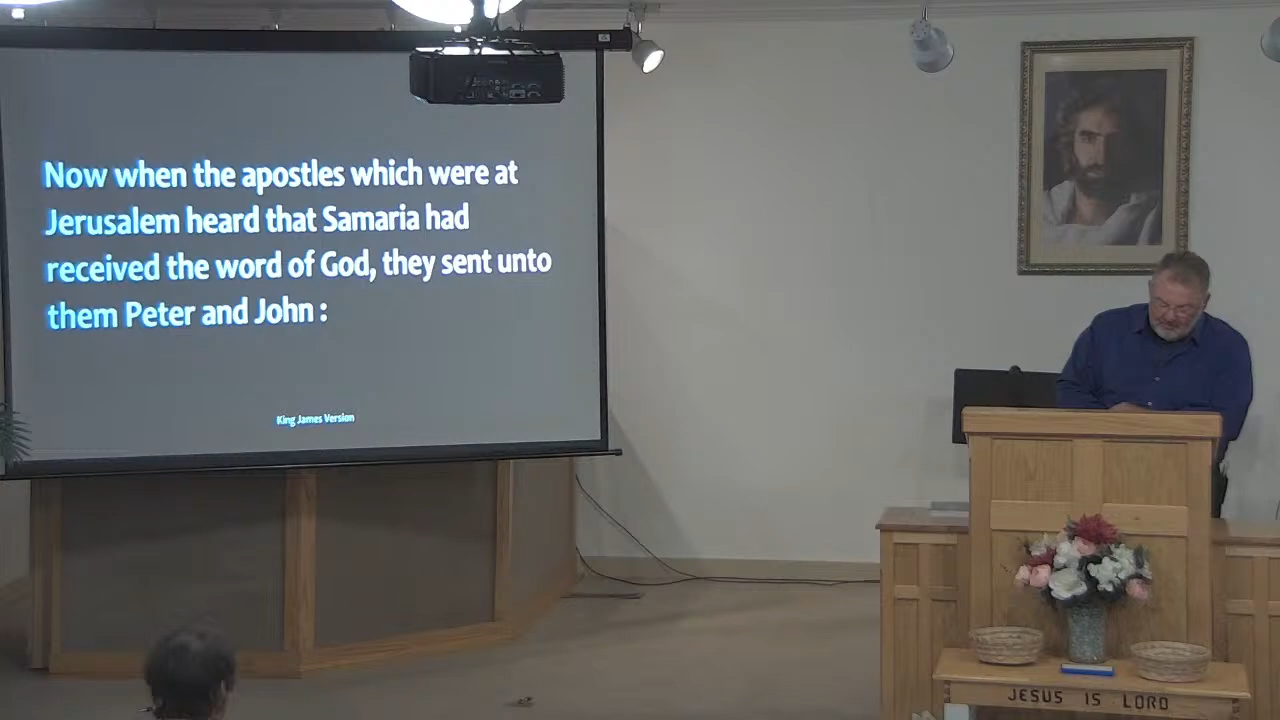 Now when the apostles which were at
Jerusalem heard that Samaria had
received the word of God, they sent unto
them Peter and John :
King James Version
JESUS IS LORD